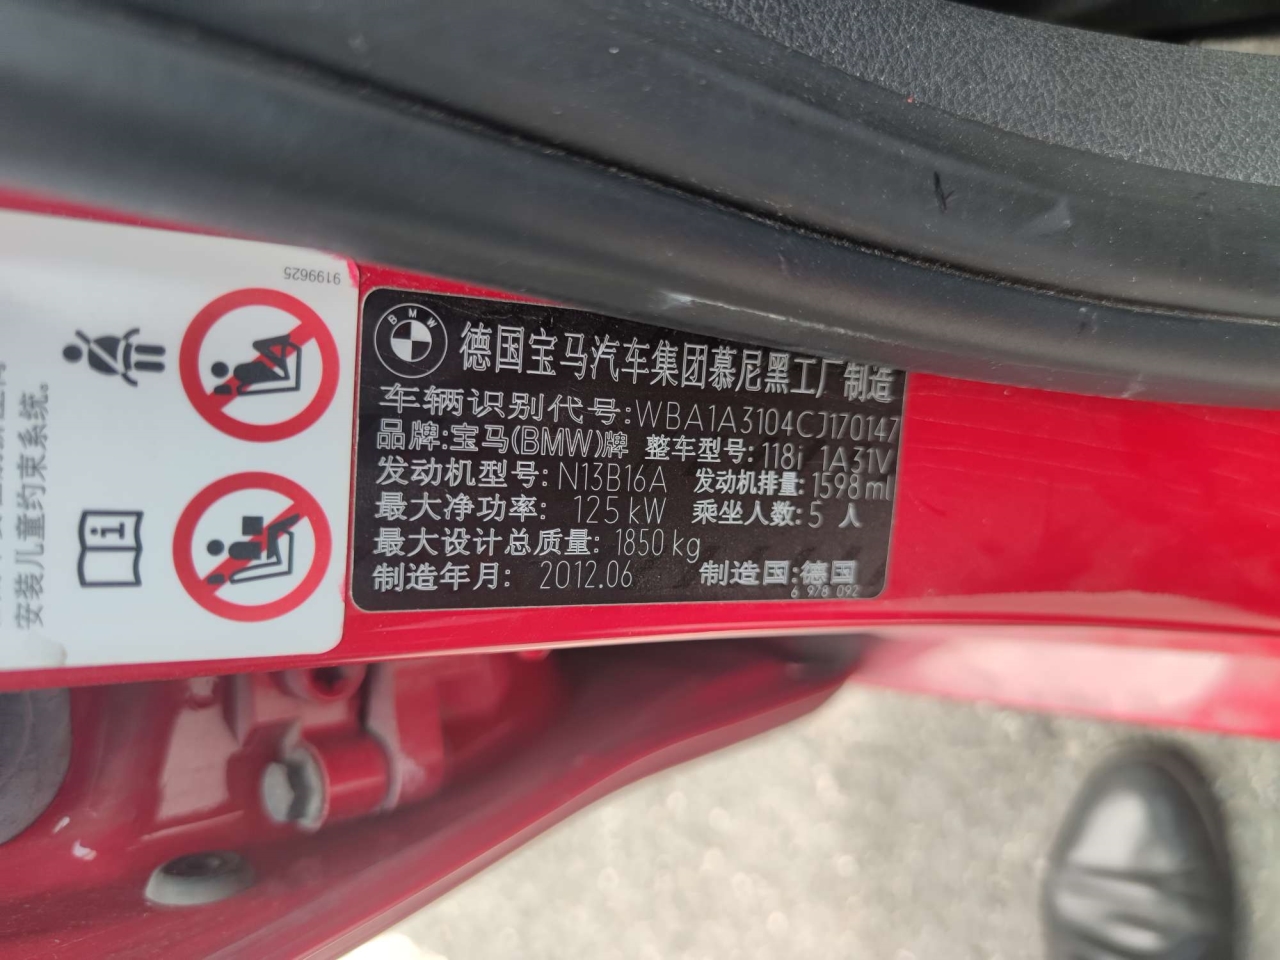 9199625
安装儿童约束系统。
BMW
德国宝马汽车集团慕尼黑工厂制造
车辆识别代号:WBA1A3104CJ170147
品牌:宝马(BMW)牌 整车型号:118i 1A31V
发动机型号: N13B16A 发动机排量:1598ml
最大净功率: 125 kW 乘坐人数:5 人
最大设计总质量: 1850 kg
制造年月: 2012.06 制造国:德国
6 978 092